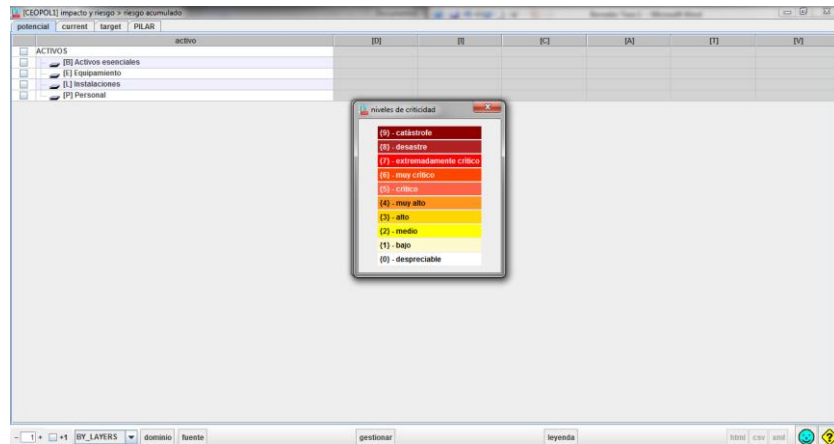 [CEOPOL1] impacto y riesgo > riesgo acumulado
potencial current target PILAR
activo [D] [I] [C] [A] [T] [V]
ACTIVOS
[B] Activos esenciales
[E] Equipamiento
[L] Instalaciones
[P] Personal
niveles de criticidad
{9} - catástrofe
{8} - desastre
{7} - extremadamente crítico
{6} - muy crítico
{5} - crítico
{4} - muy alto
{3} - alto
{2} - medio
{1} - bajo
{0} - despreciable
- 1 + +1 BY_LAYERS dominio fuente gestionar leyenda html csv xml